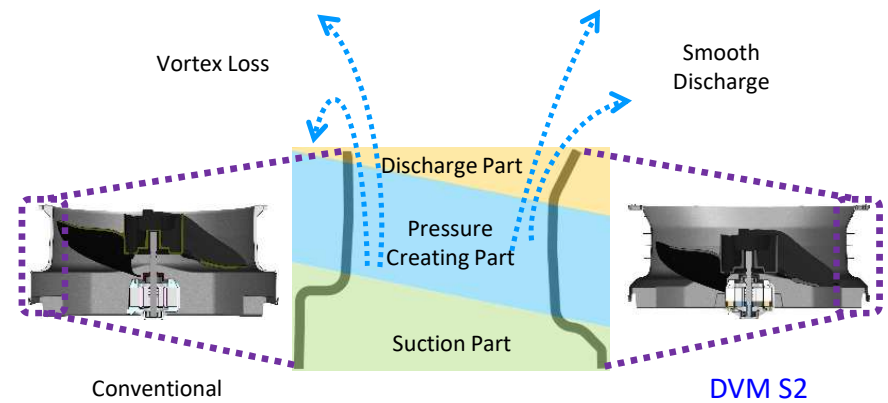 Vortex Loss
Smooth
Discharge
Discharge Part
Pressure
Creating Part
Suction Part
Conventional
DVM S2